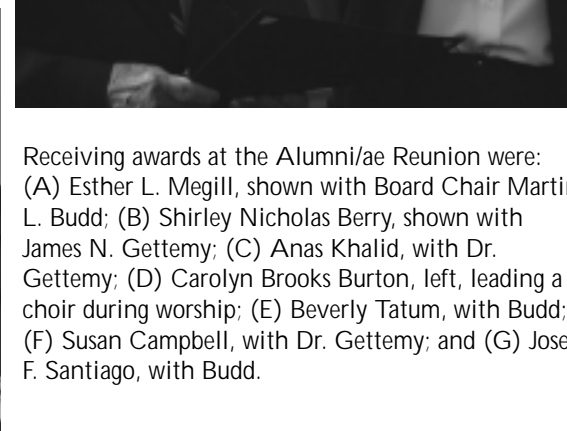 Receiving awards at the Alumni/ae Reunion were:
(A) Esther L. Megill, shown with Board Chair
L. Budd; (B) Shirley Nicholas Berry, shown with
James N. Gettemy; (C) Anas Khalid, with Dr.
Gettemy; (D) Carolyn Brooks Burton, left, leading a
choir during worship; (E) Beverly Tatum, with Budd;
(F) Susan Campbell, with Dr. Gettemy; and (G)
F. Santiago, with Budd.